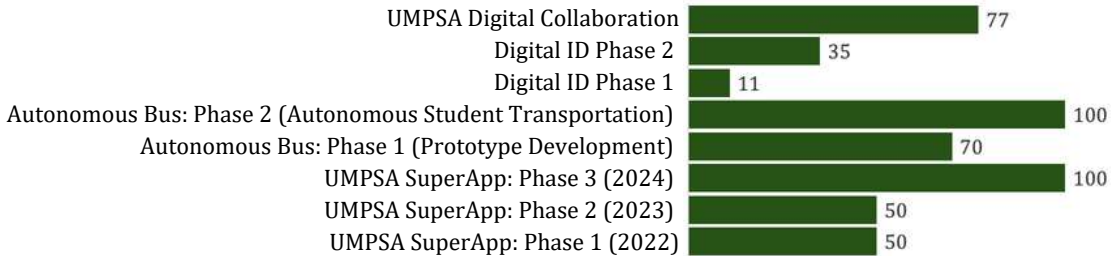 UMPSA Digital Collaboration 77
Digital ID Phase 2 35
Digital ID Phase 1 11
Autonomous Bus: Phase 2 (Autonomous Student Transportation) 100
Autonomous Bus: Phase 1 (Prototype Development) 70
UMPSA SuperApp: Phase 3 (2024) 100
UMPSA SuperApp: Phase 2 (2023) 50
UMPSA SuperApp: Phase 1 (2022) 50